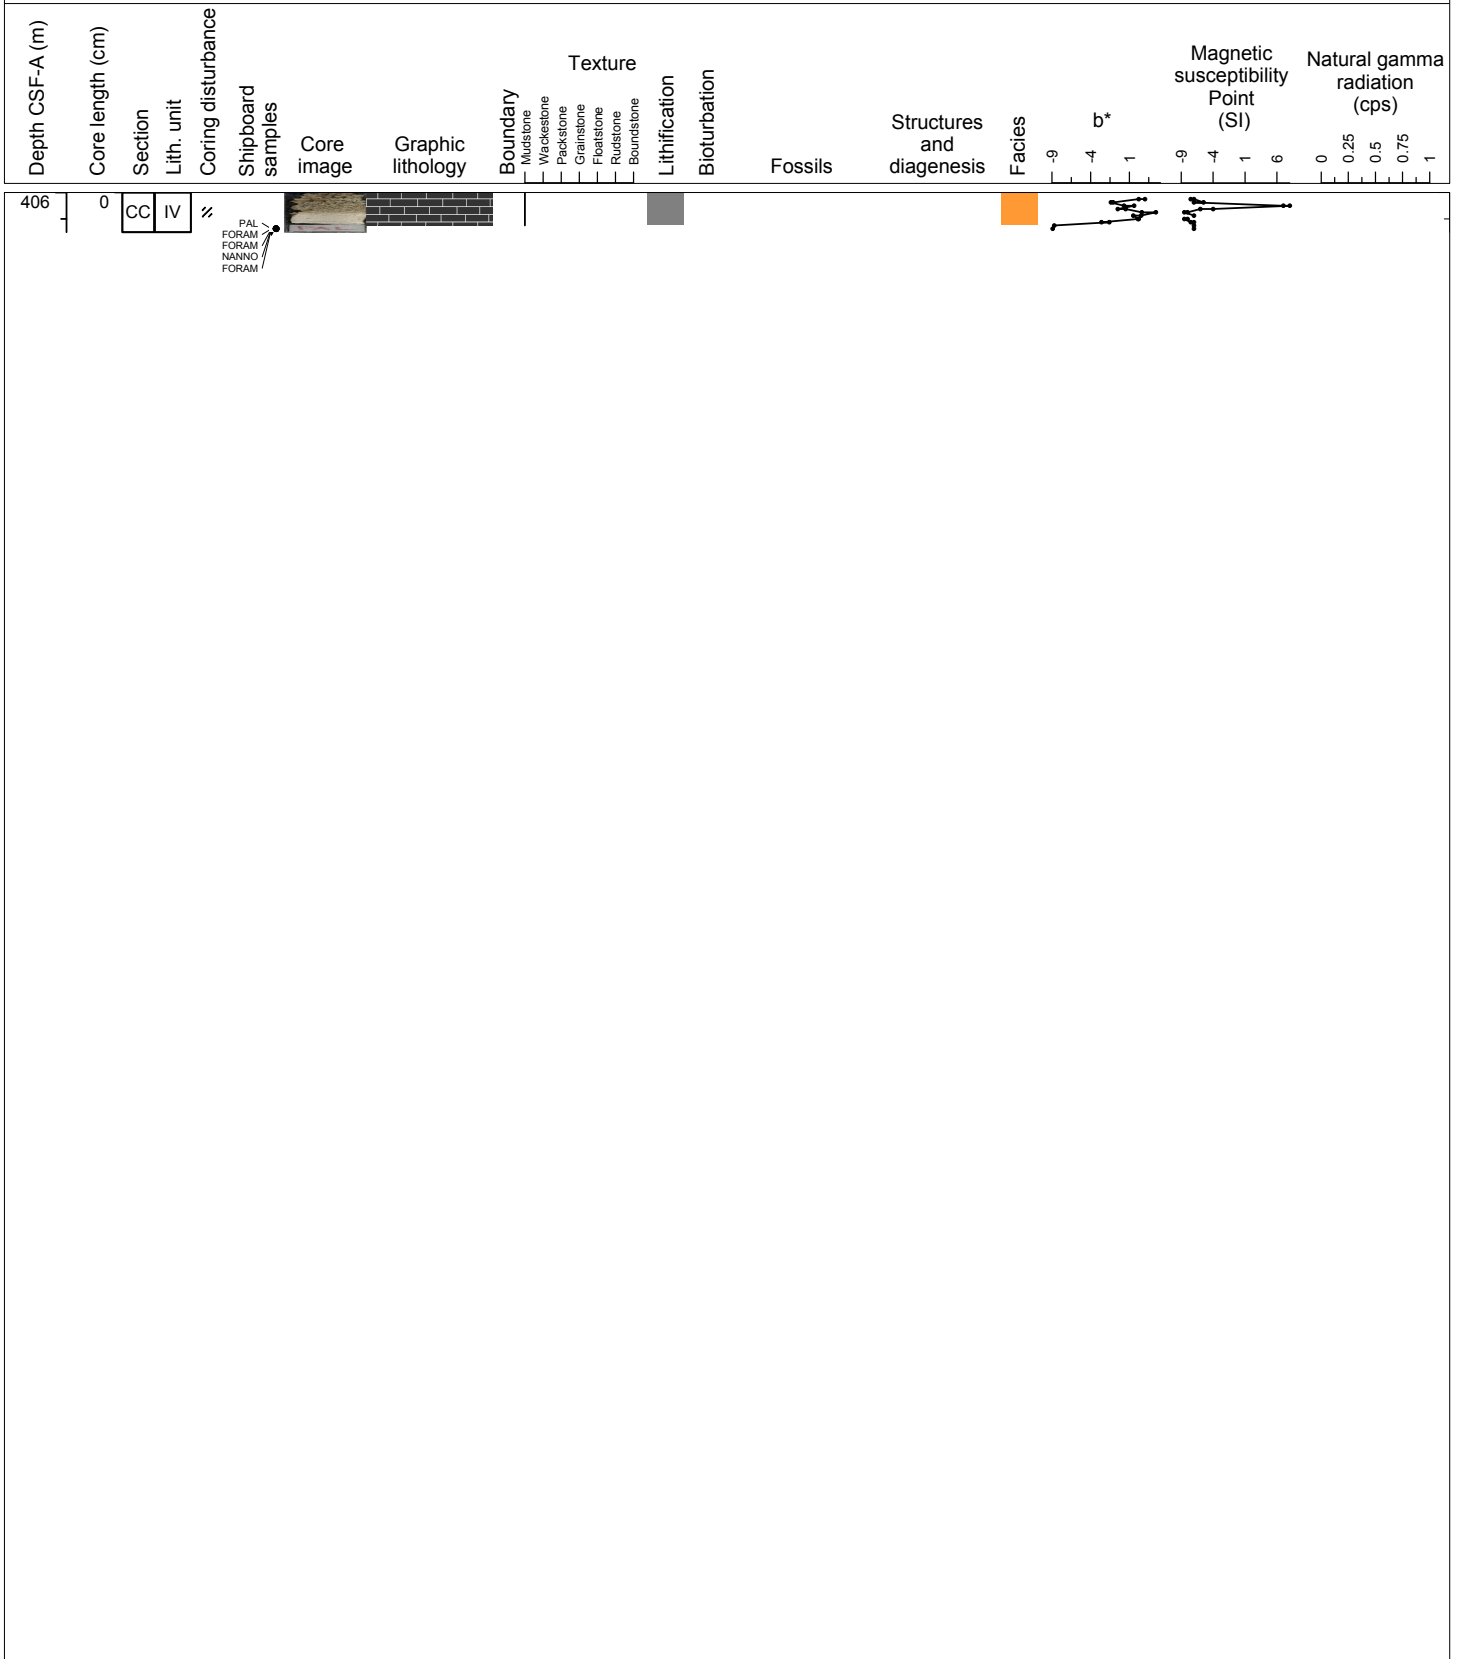 Depth CSF-A (m)
Core length (cm)
Section
Lith. unit
Coring disturbance
Shipboard
samples
Core
image
Graphic
lithology
Boundary
Texture
Mudstone
Wackestone
Packstone
Grainstone
Floatstone
Rudstone
Boundstone
Lithification
Bioturbation
Fossils
Structures
and
diagenesis
Facies
b*
-9
-4
1
Magnetic
susceptibility
Point
(SI)
-9
-4
1
6
Natural gamma
radiation
(cps)
0
0.25
0.5
0.75
1
406
0
CC
IV
PAL
FORAM
FORAM
NANNO
FORAM